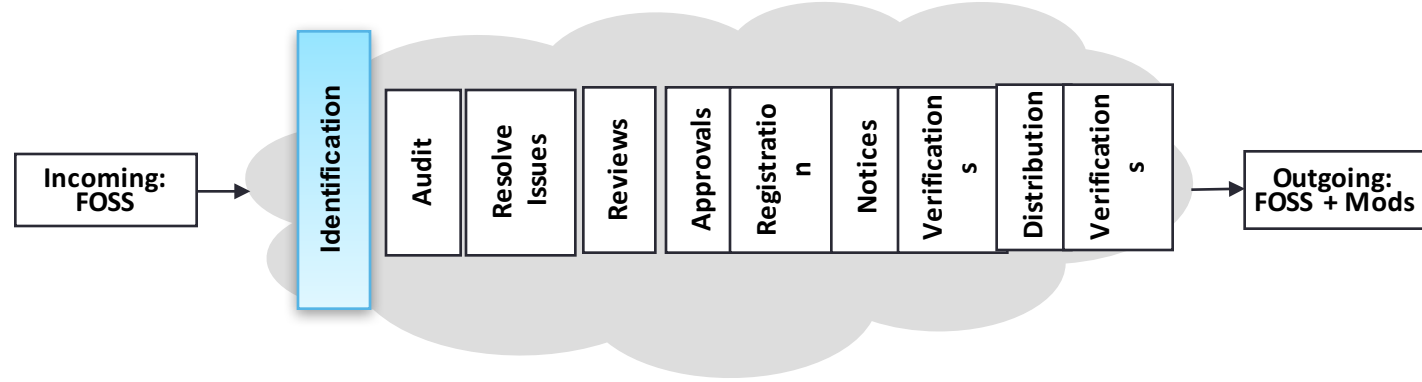 Incoming:
FOSS
Identification
Audit
Resolve
Issues
Reviews
Approvals
Registratio
n
Notices
Verification
s
Distribution
Verification
s
Outgoing:
FOSS + Mods